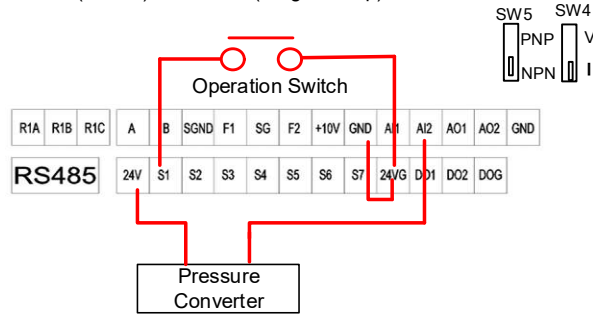 SW5 SW4
PNP V
NPN I
Operation Switch
R1A R1B R1C A B SGND F1 SG F2 +10V GND AI1 AI2 AO1 AO2 GND
RS485 24V S1 S2 S3 S4 S5 S6 S7 24VG DO1 DO2 DOG
Pressure
Converter